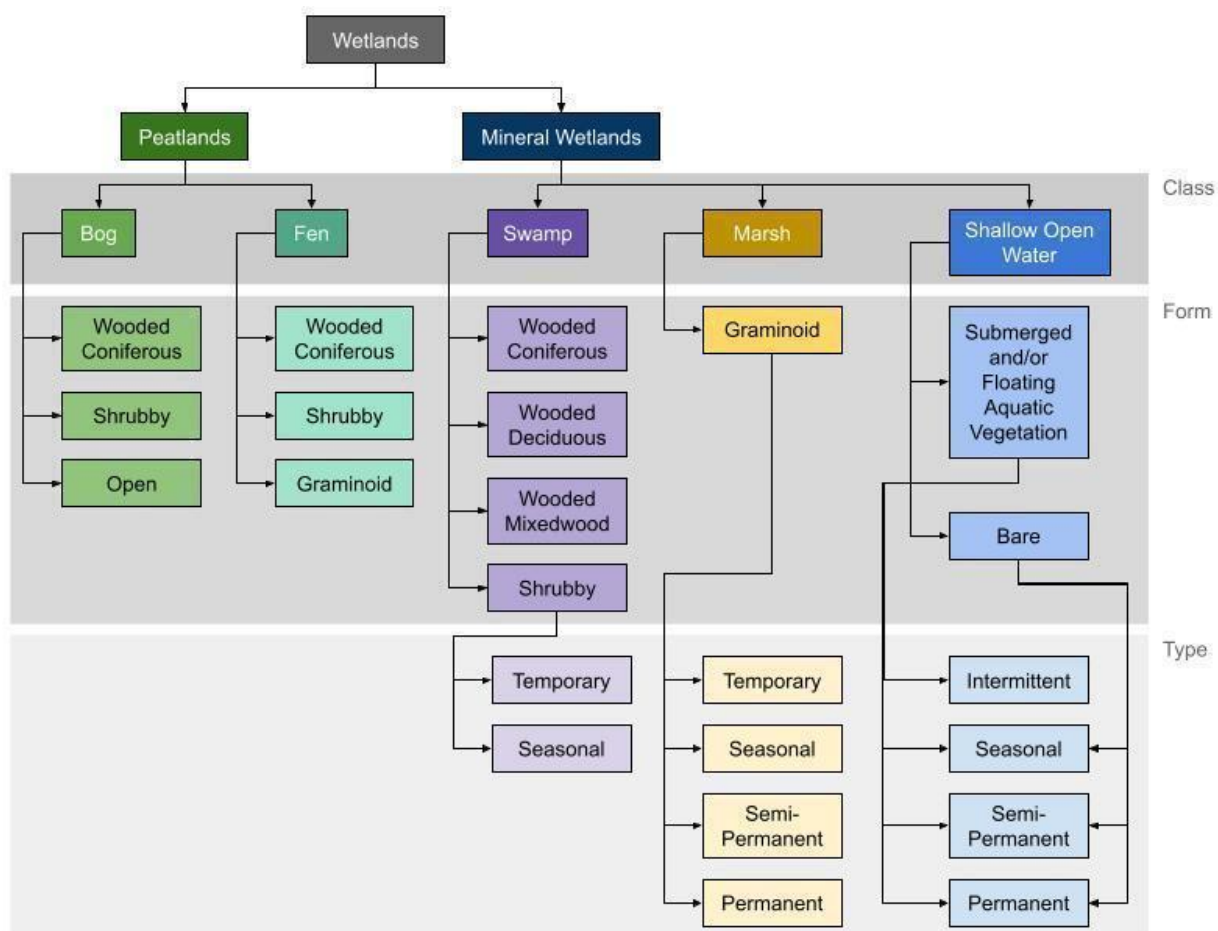 Wetlands
Peatlands
Mineral Wetlands
Class
Bog
Fen
Swamp
Marsh
Shallow Open
Water
Form
Wooded
Coniferous
Wooded
Coniferous
Wooded
Coniferous
Graminoid
Submerged
and/or
Floating
Aquatic
Vegetation
Shrubby
Shrubby
Wooded
Deciduous
Open
Graminoid
Wooded
Mixedwood
Bare
Shrubby
Type
Temporary
Temporary
Intermittent
Seasonal
Seasonal
Seasonal
Semi-
Permanent
Semi-
Permanent
Permanent
Permanent